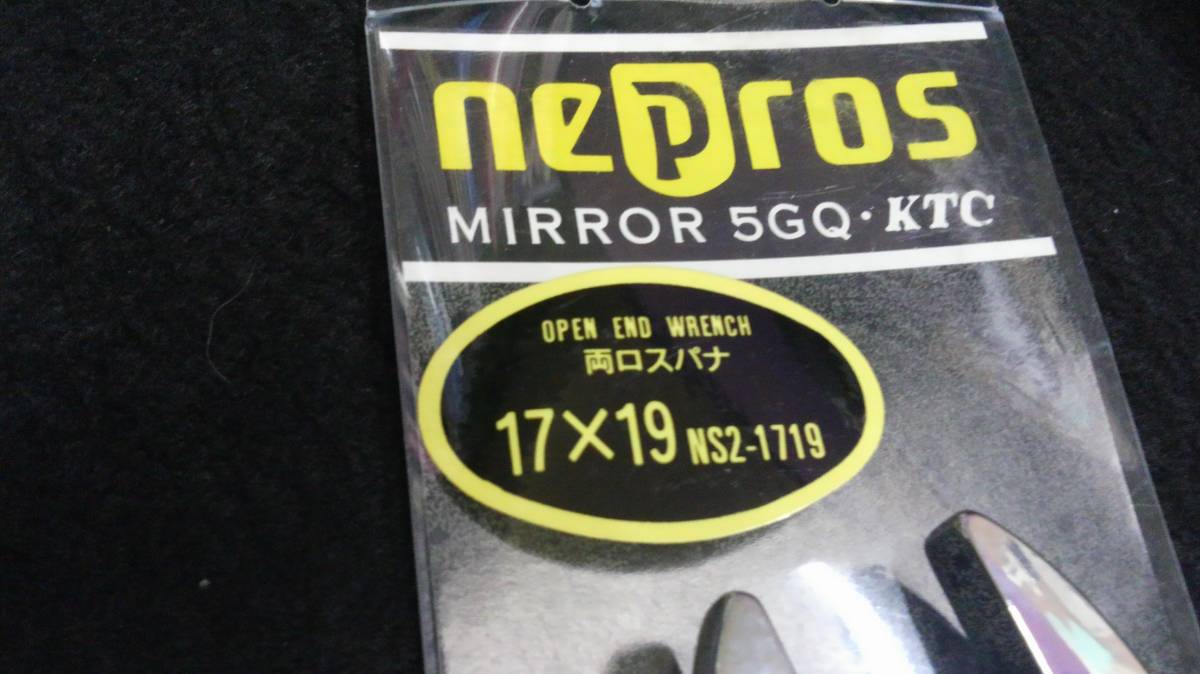 nepros
MIRROR 5GQ・KTC
OPEN END WRENCH
両口スパナ
17×19 NS2-1719